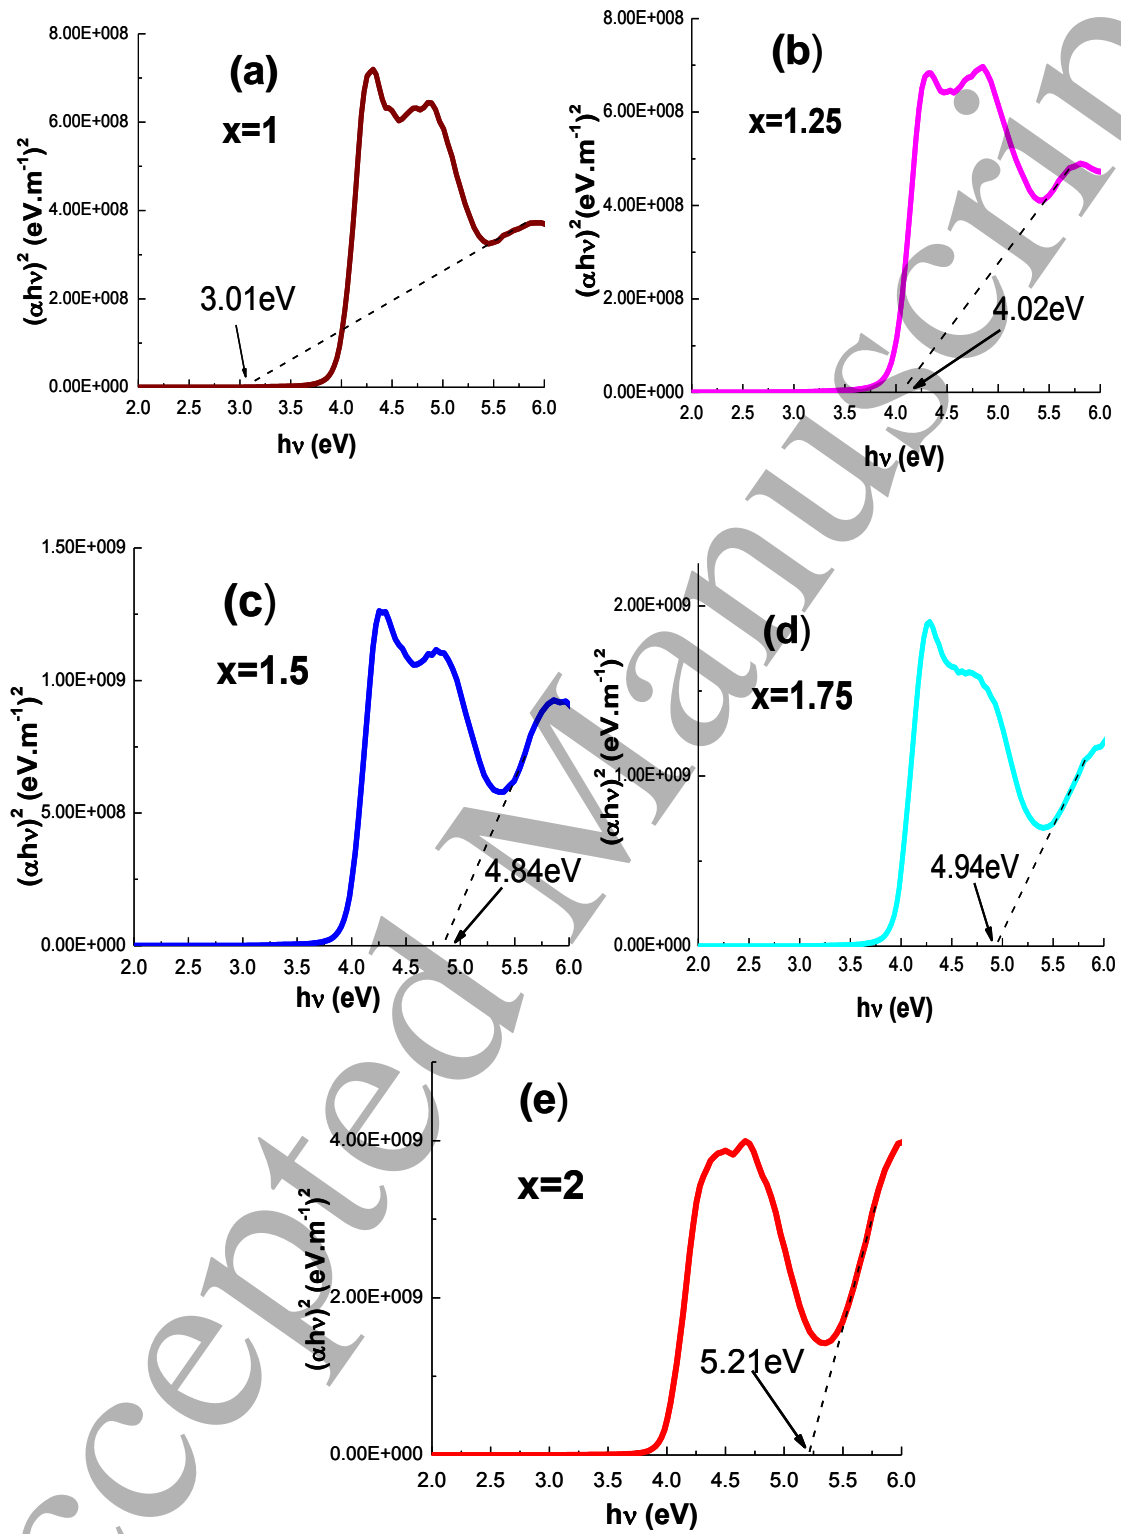 (a)
x=1
(αhν)² (eV.m⁻¹)²
8.00E+008
6.00E+008
4.00E+008
2.00E+008
0.00E+000
3.01eV
2.0 2.5 3.0 3.5 4.0 4.5 5.0 5.5 6.0
hν (eV)
(b)
x=1.25
(αhν)²(eV.m⁻¹)²
8.00E+008
6.00E+008
4.00E+008
2.00E+008
0.00E+000
4.02eV
2.0 2.5 3.0 3.5 4.0 4.5 5.0 5.5 6.0
hν (eV)
(c)
x=1.5
(αhν)² (eV.m⁻¹)²
1.50E+009
1.00E+009
5.00E+008
0.00E+000
4.84eV
2.0 2.5 3.0 3.5 4.0 4.5 5.0 5.5 6.0
hν (eV)
(d)
x=1.75
(αhν)² (eV.m⁻¹)²
2.00E+009
1.00E+009
0.00E+000
4.94eV
2.0 2.5 3.0 3.5 4.0 4.5 5.0 5.5 6.0
hν (eV)
(e)
x=2
(αhν)² (eV.m⁻¹)²
4.00E+009
2.00E+009
0.00E+000
5.21eV
2.0 2.5 3.0 3.5 4.0 4.5 5.0 5.5 6.0
hν (eV)
ccepted Manuscrip